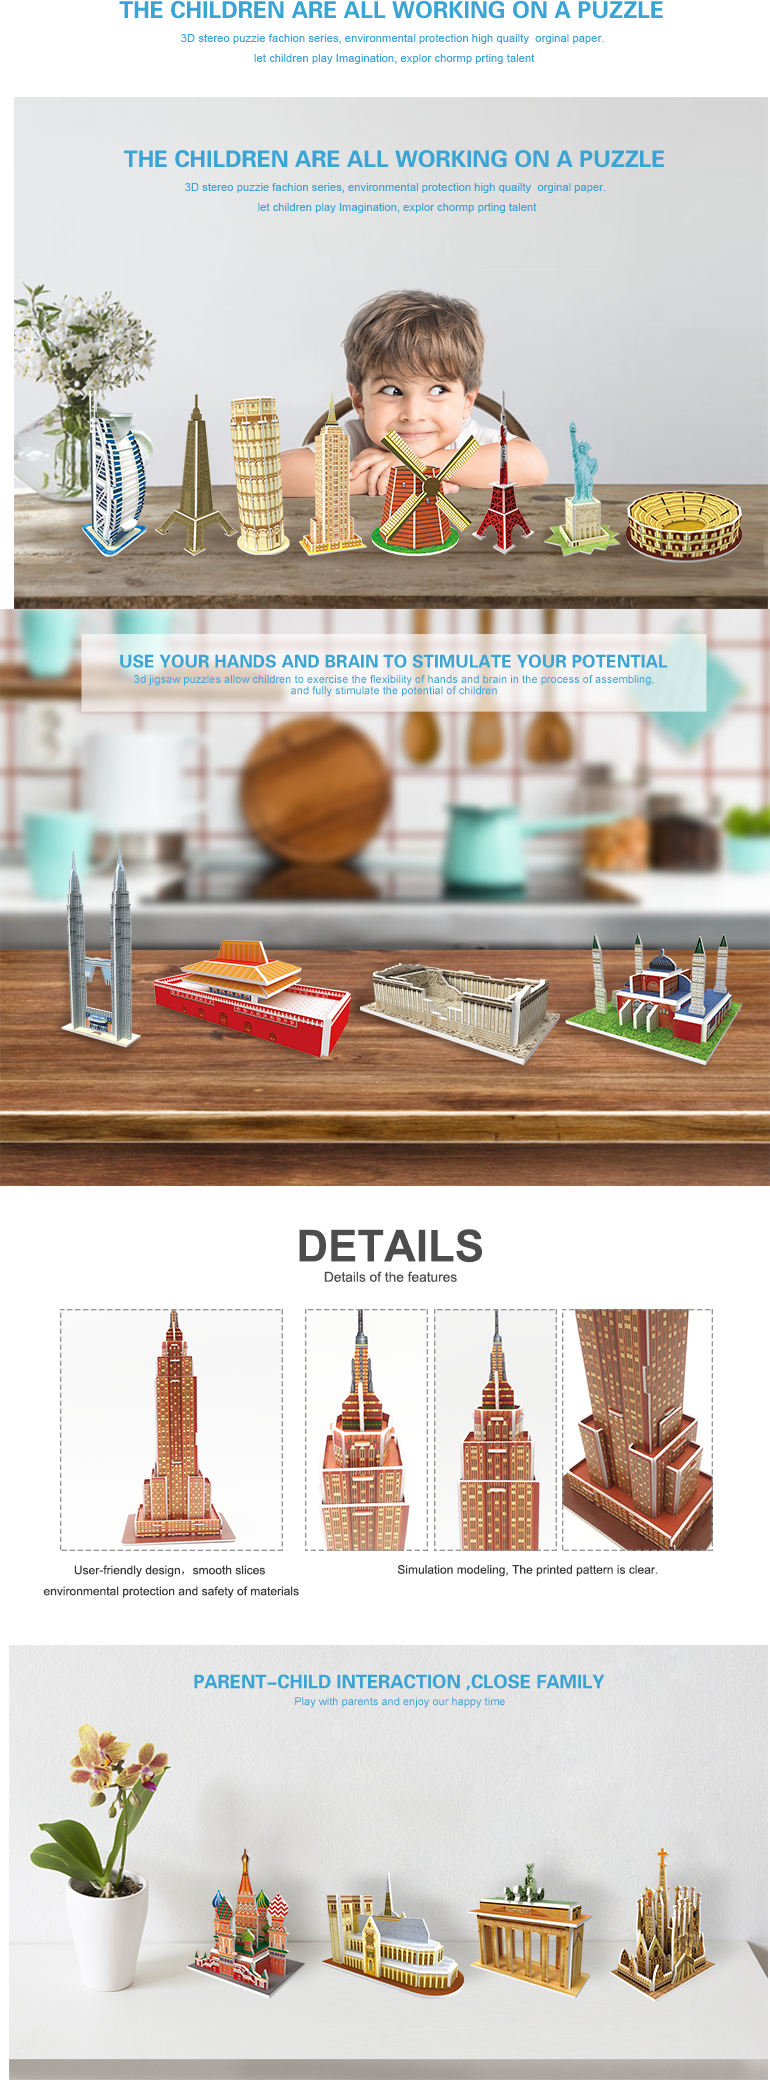 THE CHILDREN ARE ALL WORKING ON A PUZZLE
3D stereo puzzie fachion series, environmental protection high quailty orginal paper.
let children play Imagination, explor chormp prting talent
THE CHILDREN ARE ALL WORKING ON A PUZZLE
3D stereo puzzie fachion series, environmental protection high quailty orginal paper.
let children play Imagination, explor chormp prting talent
USE YOUR HANDS AND BRAIN TO STIMULATE YOUR POTENTIAL
3d jigsaw puzzles allow children to exercise the flexibility of hands and brain in the process of assembling,
and fully stimulate the potential of children
DETAILS
Details of the features
User-friendly design，smooth slices
environmental protection and safety of materials
Simulation modeling, The printed pattern is clear.
PARENT-CHILD INTERACTION ,CLOSE FAMILY
Play with parents and enjoy our happy time